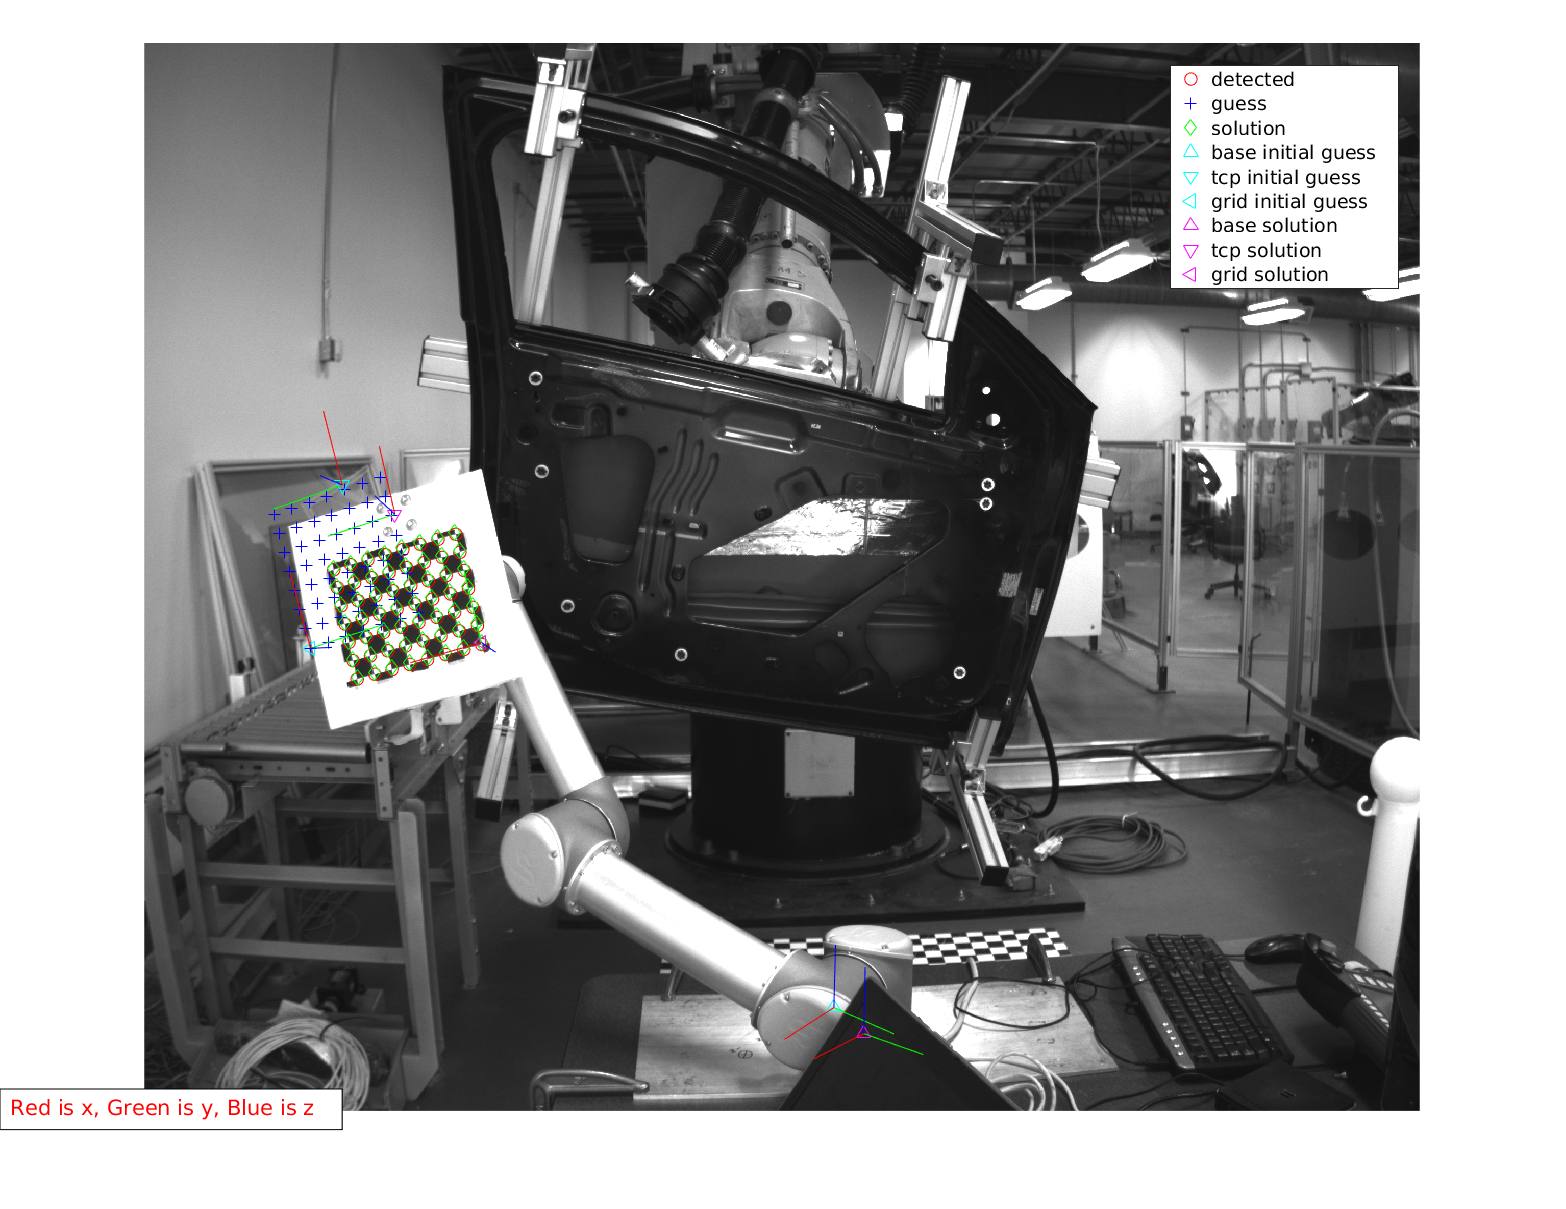 detected
guess
solution
base initial guess
tcp initial guess
grid initial guess
base solution
tcp solution
grid solution
Red is x, Green is y, Blue is z